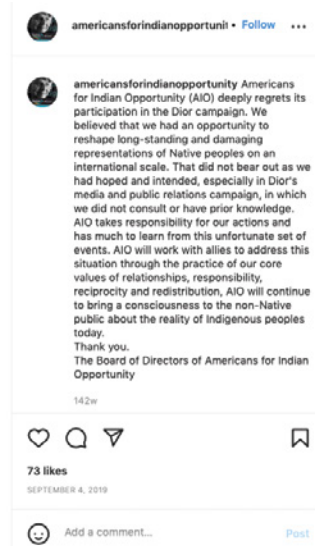 americansforindianopportunit • Follow
americansforindianopportunity Americans
for Indian Opportunity (AIO) deeply regrets its
participation in the Dior campaign. We
believed that we had an opportunity to
reshape long-standing and damaging
representations of Native peoples on an
international scale. That did not bear out as we
had hoped and intended, especially in Dior's
media and public relations campaign, in which
we did not consult or have prior knowledge.
AIO takes responsibility for our actions and
has much to learn from this unfortunate set of
events. AIO will work with allies to address this
situation through the practice of our core
values of relationships, responsibility,
reciprocity and redistribution, AIO will continue
to bring a consciousness to the non-Native
public about the reality of Indigenous peoples
today.
Thank you.
The Board of Directors of Americans for Indian
Opportunity
142w
73 likes
SEPTEMBER 4, 2019
Add a comment...
Post